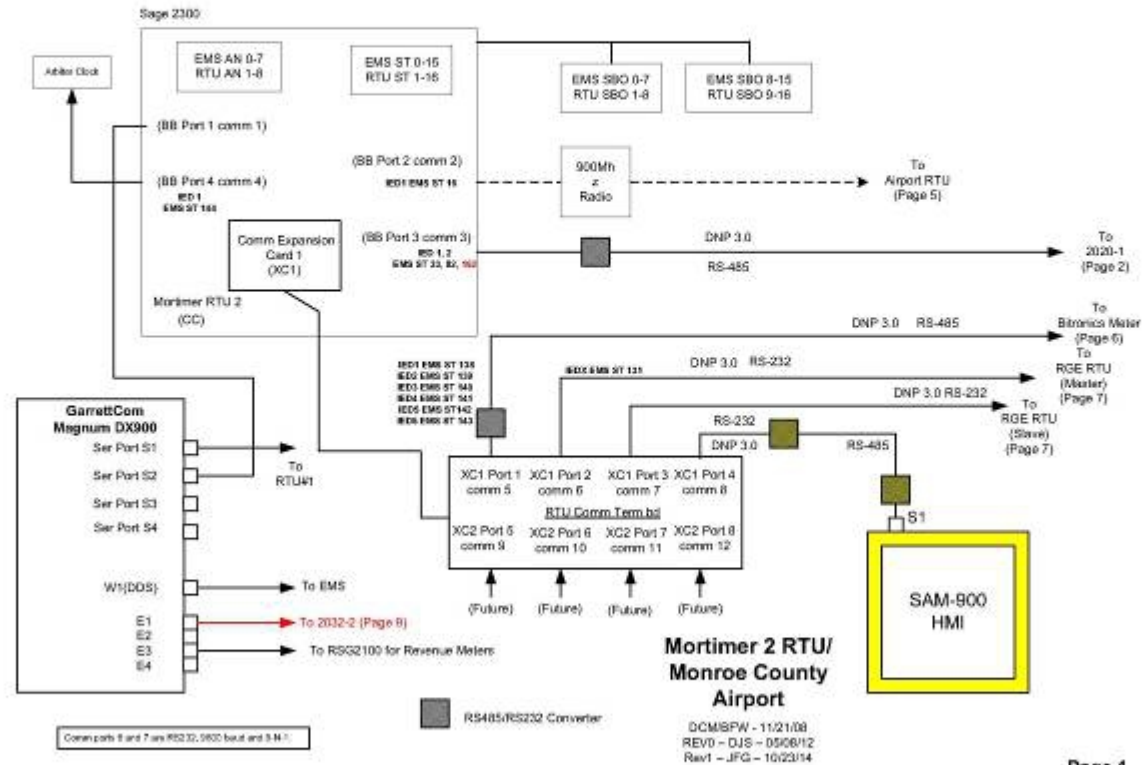 Sage 2300
Arbiter Clock
EMS AN 0-7
RTU AN 1-8
EMS ST 0-15
RTU ST 1-16
EMS SBO 0-7
RTU SBO 1-8
EMS SBO 8-15
RTU SBO 9-16
(BB Port 1 comm 1)
(BB Port 2 comm 2)
IED1 EMS ST 16
900Mh
z
Radio
To
Airport RTU
(Page 5)
(BB Port 4 comm 4)
IED 1
EMS ST 144
(BB Port 3 comm 3)
IED 1, 2
EMS ST 33, 82, 162
DNP 3.0
RS-485
To
2020-1
(Page 2)
Comm Expansion
Card 1
(XC1)
Mortimer RTU 2
(CC)
DNP 3.0 RS-485
To
Bitronics Meter
(Page 6)
IED1 EMS ST 138
IED2 EMS ST 139
IED3 EMS ST 140
IED4 EMS ST 141
IED5 EMS ST142
IED6 EMS ST 143
IEDX EMS ST 131
DNP 3.0 RS-232
To
RGE RTU
(Master)
(Page 7)
DNP 3.0 RS-232
To
RGE RTU
(Slave)
(Page 7)
RS-232
DNP 3.0
RS-485
GarrettCom
Magnum DX900
Ser Port S1
Ser Port S2
Ser Port S3
Ser Port S4
To
RTU#1
W1(DDS)
To EMS
E1
To 2032-2 (Page 9)
E2
E3
To RSG2100 for Revenue Meters
E4
XC1 Port 1
comm 5
XC1 Port 2
comm 6
XC1 Port 3
comm 7
XC1 Port 4
comm 8
RTU Comm Term bd
XC2 Port 5
comm 9
XC2 Port 6
comm 10
XC2 Port 7
comm 11
XC2 Port 8
comm 12
(Future)
(Future)
(Future)
(Future)
S1
SAM-900
HMI
Mortimer 2 RTU/
Monroe County
Airport
DCM/BFW - 11/21/08
REV0 – DJS – 05/08/12
Rev1 – JFG – 10/23/14
RS485/RS232 Converter
Comm ports 6 and 7 are RS232, 9600 baud and 8-N-1.
Page 1